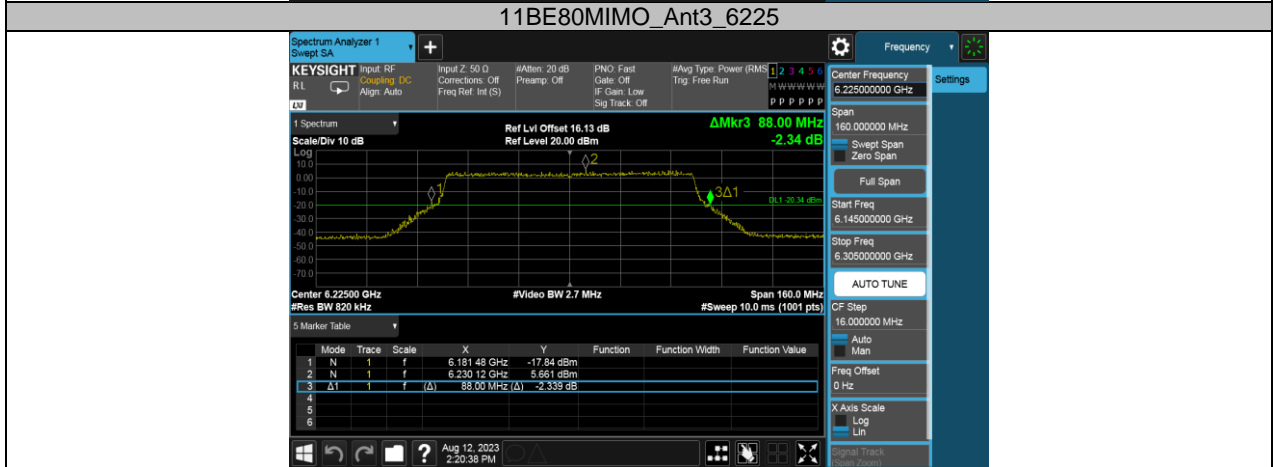 11BE80MIMO_Ant3_6225
Spectrum Analyzer 1
Swept SA
+
Frequency
KEYSIGHT
RL
LXI
Input: RF
Coupling: DC
Align: Auto
Input Z: 50 Ω
Corrections: Off
Freq Ref: Int (S)
#Atten: 20 dB
Preamp: Off
PNO: Fast
Gate: Off
IF Gain: Low
Sig Track: Off
#Avg Type: Power (RMS
Trig: Free Run
1 2 3 4 5 6
M W W W W W
P P P P P P
1 Spectrum
Scale/Div 10 dB
Ref Lvl Offset 16.13 dB
Ref Level 20.00 dBm
ΔMkr3 88.00 MHz
-2.34 dB
Log
10.0
0.00
-10.0
-20.0
-30.0
-40.0
-50.0
-60.0
-70.0
1
2
3Δ1
DL1 -20.34 dBm
Center 6.22500 GHz
#Video BW 2.7 MHz
Span 160.0 MHz
#Res BW 820 kHz
#Sweep 10.0 ms (1001 pts)
5 Marker Table
Mode Trace Scale X Y Function Function Width Function Value
1 N 1 f 6.181 48 GHz -17.84 dBm
2 N 1 f 6.230 12 GHz 5.661 dBm
3 Δ1 1 f (Δ) 88.00 MHz (Δ) -2.339 dB
4
5
6
Center Frequency
6.225000000 GHz
Settings
Span
160.000000 MHz
Swept Span
Zero Span
Full Span
Start Freq
6.145000000 GHz
Stop Freq
6.305000000 GHz
AUTO TUNE
CF Step
16.000000 MHz
Auto
Man
Freq Offset
0 Hz
X Axis Scale
Log
Lin
Signal Track
(Span Zoom)
?
Aug 12, 2023
2:20:38 PM